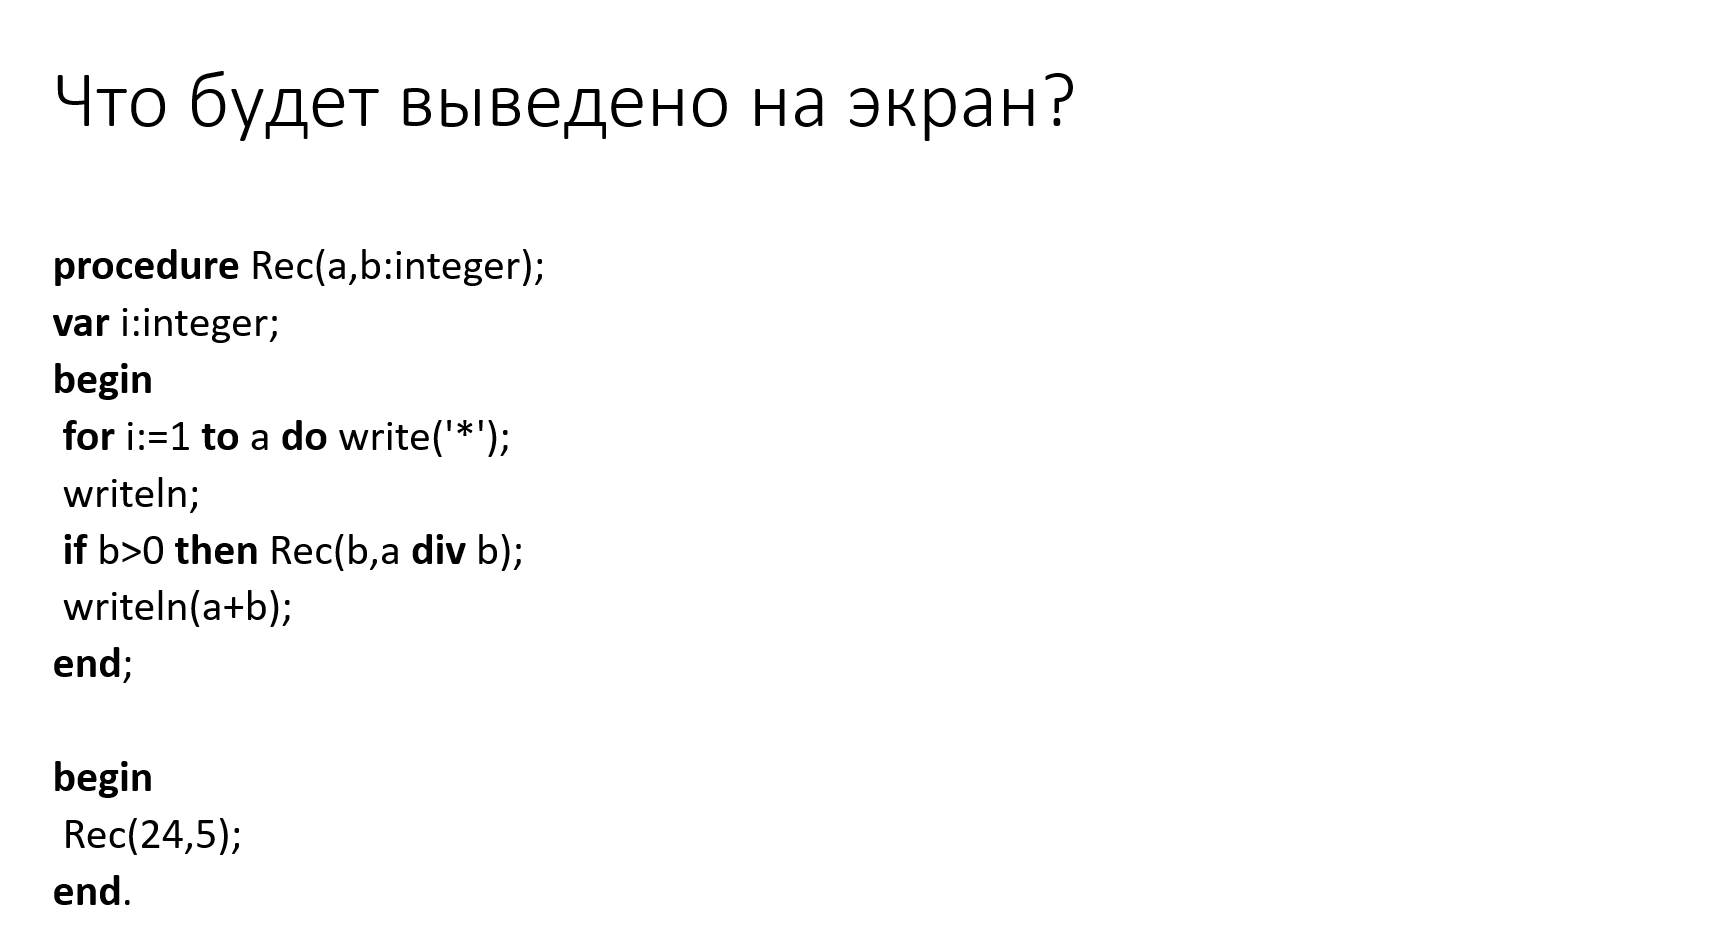 Что будет выведено на экран?
procedure Rec(a,b:integer);
var i:integer;
begin
for i:=1 to a do write('*');
writeln;
if b>0 then Rec(b,a div b);
writeln(a+b);
end;
begin
Rec(24,5);
end.